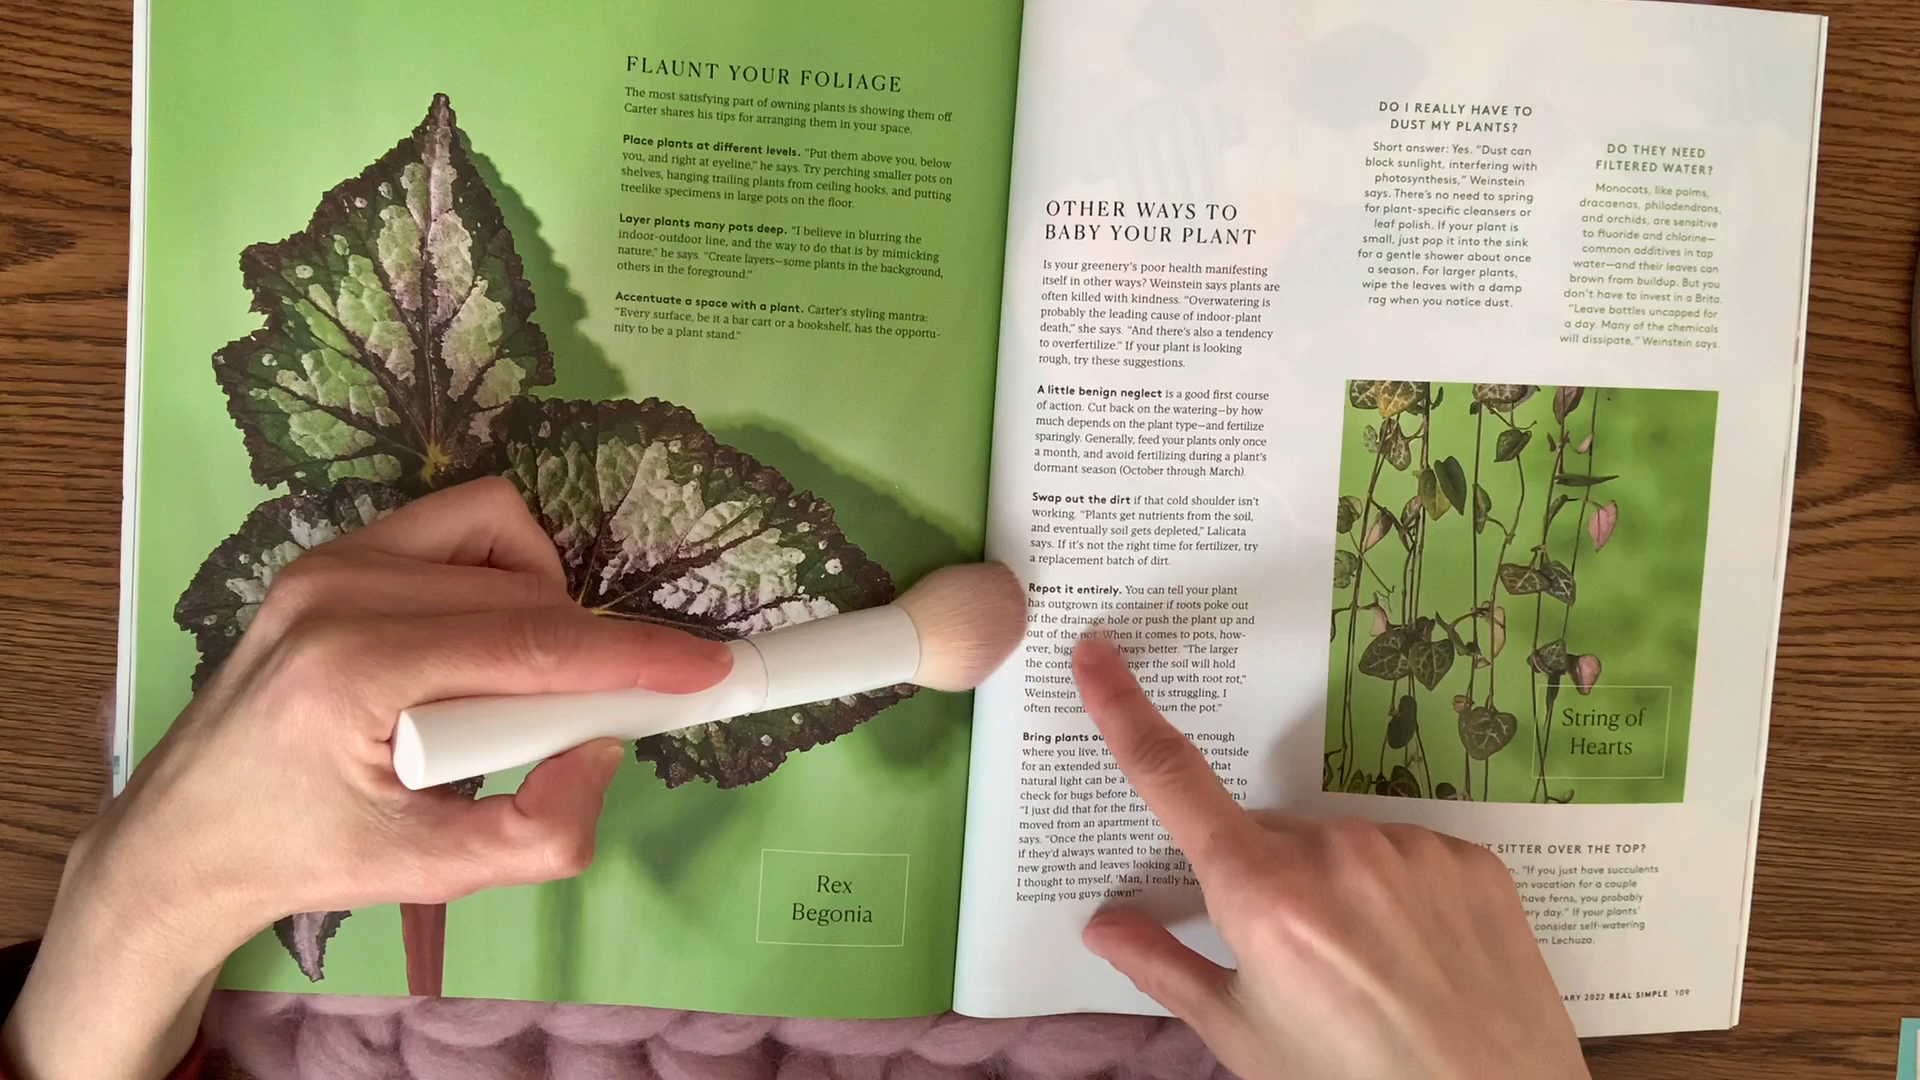 FLAUNT YOUR FOLIAGE
The most satisfying part of owning plants is showing them off.
Carter shares his tips for arranging them in your space.
Place plants at different levels. “Put them above you, below
you, and right at eyeline,” he says. Try perching smaller pots on
shelves, hanging trailing plants from ceiling hooks, and putting
treelike specimens in large pots on the floor.
Layer plants many pots deep. “I believe in blurring the
indoor-outdoor line, and the way to do that is by mimicking
nature,” he says. “Create layers—some plants in the background,
others in the foreground.”
Accentuate a space with a plant. Carter’s styling mantra:
“Every surface, be it a bar cart or a bookshelf, has the opportu-
nity to be a plant stand.”
Rex
Begonia
OTHER WAYS TO
BABY YOUR PLANT
Is your greenery’s poor health manifesting
itself in other ways? Weinstein says plants are
often killed with kindness. “Overwatering is
probably the leading cause of indoor-plant
death,” she says. “And there’s also a tendency
to overfertilize.” If your plant is looking
rough, try these suggestions.
A little benign neglect is a good first course
of action. Cut back on the watering—by how
much depends on the plant type—and fertilize
sparingly. Generally, feed your plants only once
a month, and avoid fertilizing during a plant’s
dormant season (October through March).
Swap out the dirt if that cold shoulder isn’t
working. “Plants get nutrients from the soil,
and eventually soil gets depleted,” Lalicata
says. If it’s not the right time for fertilizer, try
a replacement batch of dirt.
Repot it entirely. You can tell your plant
has outgrown its container if roots poke out
of the drainage hole or push the plant up and
out of the pot. When it comes to pots, how-
ever, always better. “The larger
the the soil will hold
moisture, end up with root rot,”
Weinstein is struggling, I
often down the pot.”
Bring plants enough
where you live, outside
for an extended that
natural light can be a to
check for bugs before
“I just did that for the
moved from an apartment
says. “Once the plants went
if they’d always wanted to be
new growth and leaves looking all
I thought to myself, ‘Man, I really
keeping you guys down!’”
DO I REALLY HAVE TO
DUST MY PLANTS?
Short answer: Yes. “Dust can
block sunlight, interfering with
photosynthesis,” Weinstein
says. There’s no need to spring
for plant-specific cleansers or
leaf polish. If your plant is
small, just pop it into the sink
for a gentle shower about once
a season. For larger plants,
wipe the leaves with a damp
rag when you notice dust.
DO THEY NEED
FILTERED WATER?
Monocots, like palms,
dracaenas, philodendrons,
and orchids, are sensitive
to fluoride and chlorine—
common additives in tap
water—and their leaves can
brown from buildup. But you
don’t have to invest in a Brita.
“Leave bottles uncapped for
a day. Many of the chemicals
will dissipate,” Weinstein says.
String of
Hearts
SITTER OVER THE TOP?
“If you just have succulents
on vacation for a couple
have ferns, you probably
day.” If your plants’
consider self-watering
Lechuza.
2022 REAL SIMPLE 109